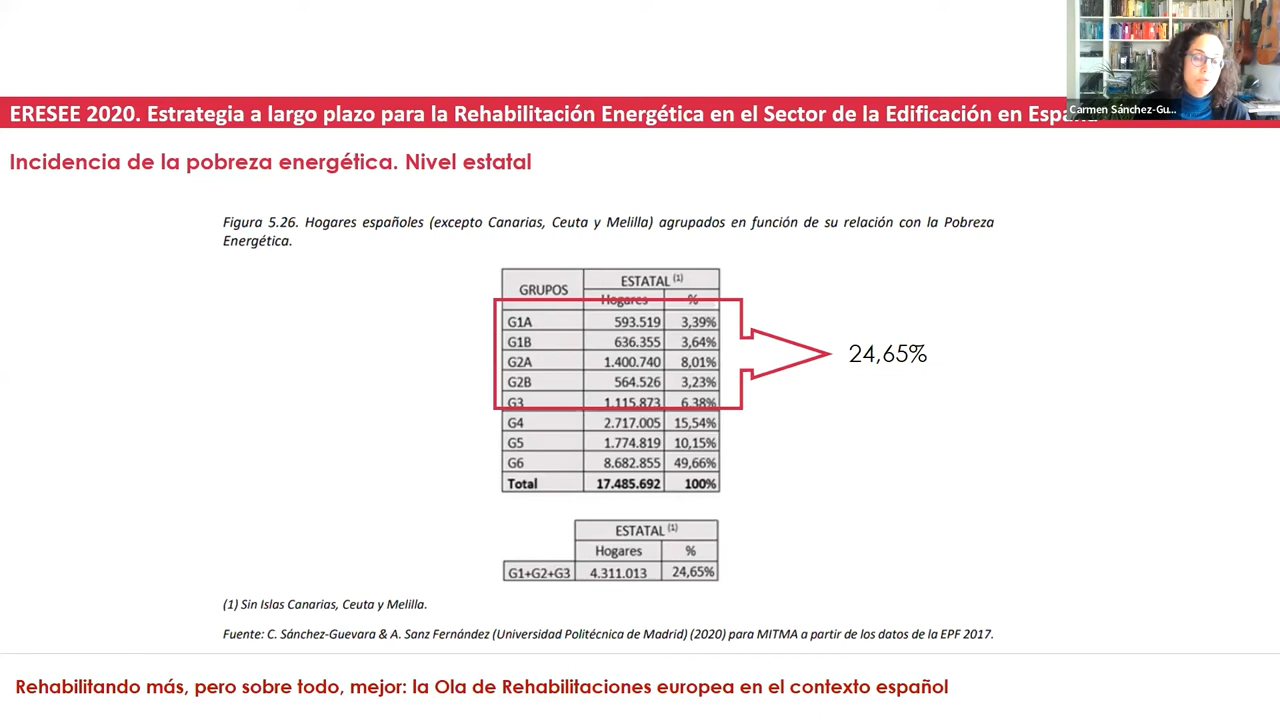 Carmen Sánchez-Gu...
ERESEE 2020. Estrategia a largo plazo para la Rehabilitación Energética en el Sector de la Edificación en España
Incidencia de la pobreza energética. Nivel estatal
Figura 5.26. Hogares españoles (excepto Canarias, Ceuta y Melilla) agrupados en función de su relación con la Pobreza
Energética.
GRUPOS ESTATAL (1)
Hogares %
G1A 593.519 3,39%
G1B 636.355 3,64%
G2A 1.400.740 8,01%
G2B 564.526 3,23%
G3 1.115.873 6,38%
G4 2.717.005 15,54%
G5 1.774.819 10,15%
G6 8.682.855 49,66%
Total 17.485.692 100%
24,65%
ESTATAL (1)
Hogares %
G1+G2+G3 4.311.013 24,65%
(1) Sin Islas Canarias, Ceuta y Melilla.
Fuente: C. Sánchez-Guevara & A. Sanz Fernández (Universidad Politécnica de Madrid) (2020) para MITMA a partir de los datos de la EPF 2017.
Rehabilitando más, pero sobre todo, mejor: la Ola de Rehabilitaciones europea en el contexto español